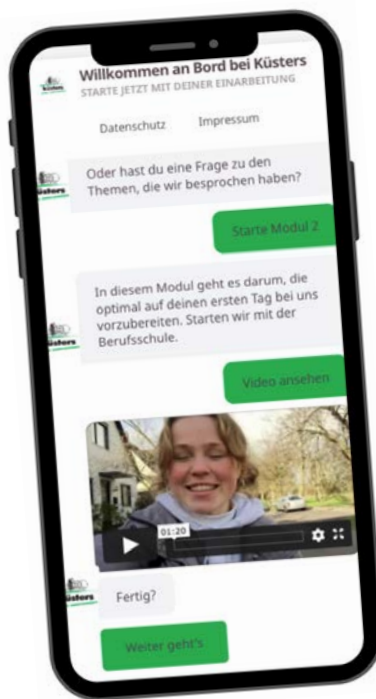 Willkommen an Bord bei Küsters
STARTE JETZT MIT DEINER EINARBEITUNG
Datenschutz Impressum
Oder hast du eine Frage zu den
Themen, die wir besprochen haben?
Starte Modul 2
In diesem Modul geht es darum, die
optimal auf deinen ersten Tag bei uns
vorzubereiten. Starten wir mit der
Berufsschule.
Video ansehen
01:20
Fertig?
Weiter geht's